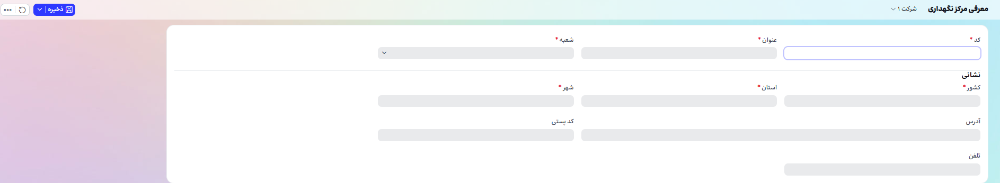 معرفی مرکز نگهداری شرکت ۱ ذخیره
کد * عنوان * شعبه *
نشانی
کشور * استان * شهر *
آدرس کد پستی
تلفن